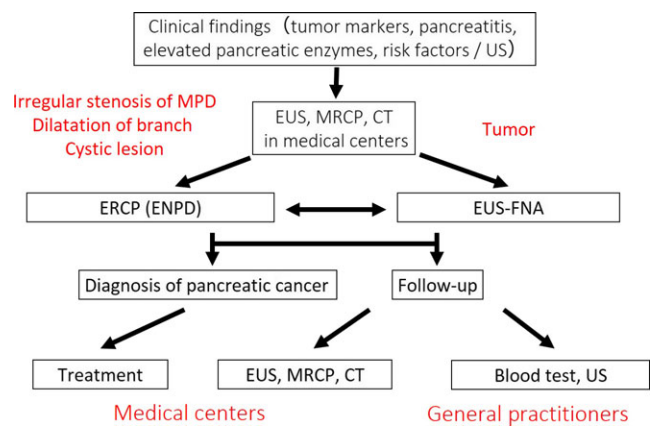 Clinical findings（tumor markers, pancreatitis,
elevated pancreatic enzymes, risk factors / US）
Irregular stenosis of MPD
Dilatation of branch
Cystic lesion
EUS, MRCP, CT
in medical centers
Tumor
ERCP (ENPD)
EUS-FNA
Diagnosis of pancreatic cancer
Follow-up
Treatment
EUS, MRCP, CT
Blood test, US
Medical centers
General practitioners